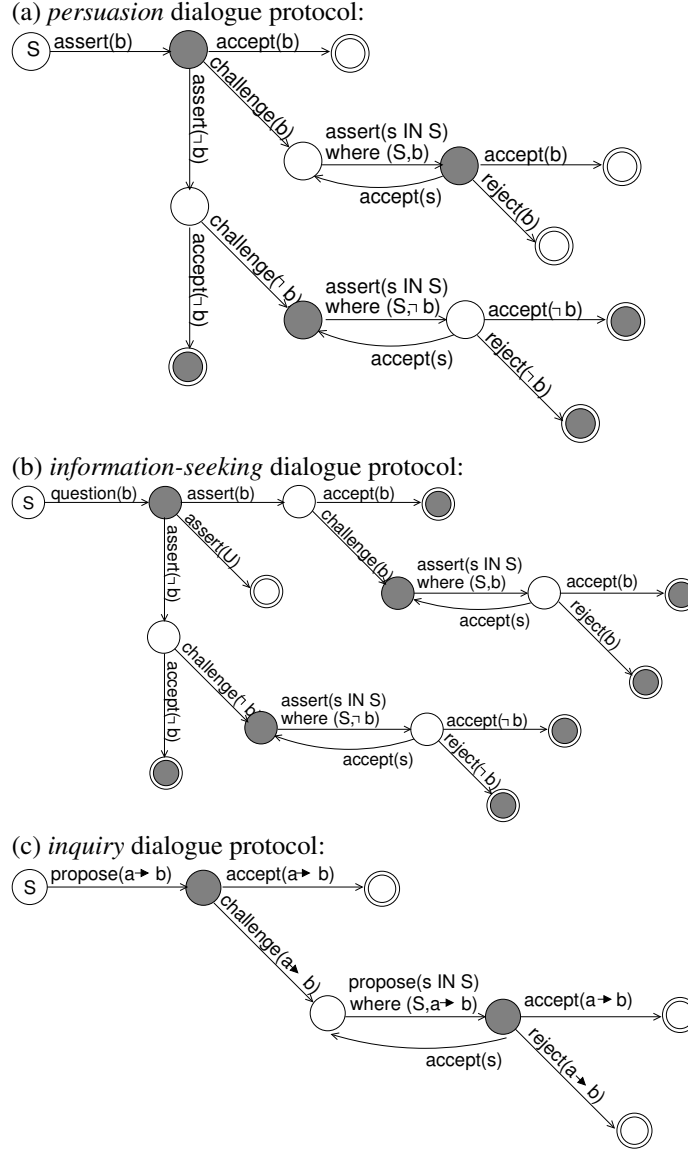 (a) persuasion dialogue protocol:
S
assert(b)
accept(b)
challenge(b)
assert(¬ b)
assert(s IN S)
where (S,b)
accept(b)
accept(s)
reject(b)
challenge(¬ b)
accept(¬ b)
assert(s IN S)
where (S,¬ b)
accept(¬ b)
accept(s)
reject(¬ b)
(b) information-seeking dialogue protocol:
S
question(b)
assert(b)
accept(b)
assert(U)
assert(¬ b)
challenge(b)
assert(s IN S)
where (S,b)
accept(b)
accept(s)
reject(b)
challenge(¬ b)
accept(¬ b)
assert(s IN S)
where (S,¬ b)
accept(¬ b)
accept(s)
reject(¬ b)
(c) inquiry dialogue protocol:
S
propose(a→ b)
accept(a→ b)
challenge(a→ b)
propose(s IN S)
where (S,a→ b)
accept(a→ b)
accept(s)
reject(a→ b)